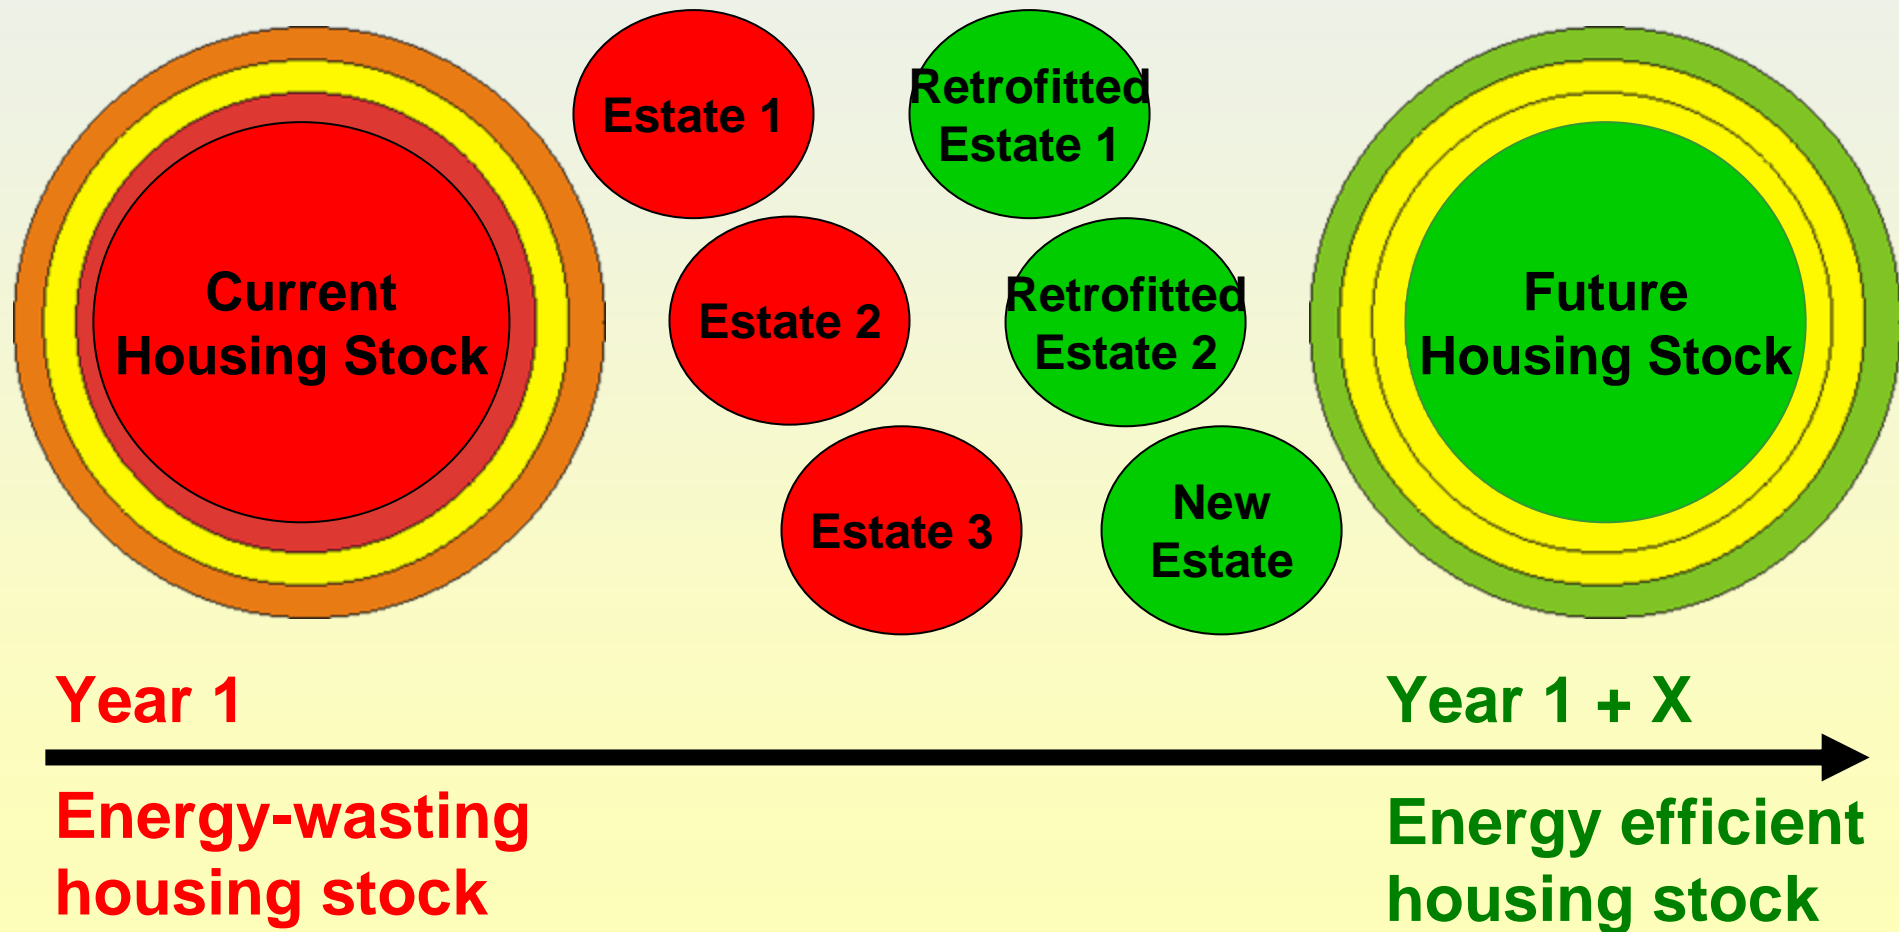 Current
Housing Stock
Estate 1
Estate 2
Estate 3
Retrofitted
Estate 1
Retrofitted
Estate 2
New
Estate
Future
Housing Stock
Year 1
Year 1 + X
Energy-wasting
housing stock
Energy efficient
housing stock